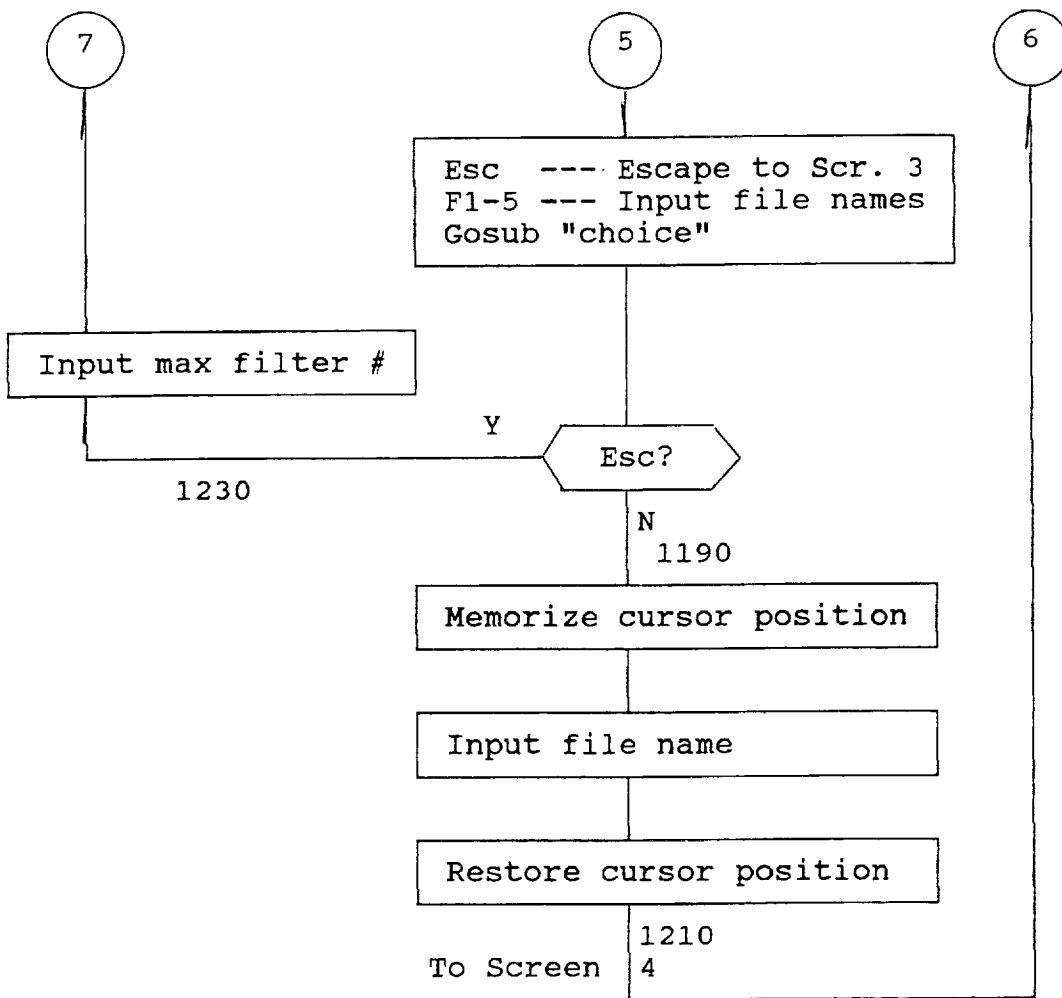 7
5
6
Esc --- Escape to Scr. 3
F1-5 --- Input file names
Gosub "choice"
Input max filter #
Y
Esc?
1230
N
1190
Memorize cursor position
Input file name
Restore cursor position
1210
To Screen 4